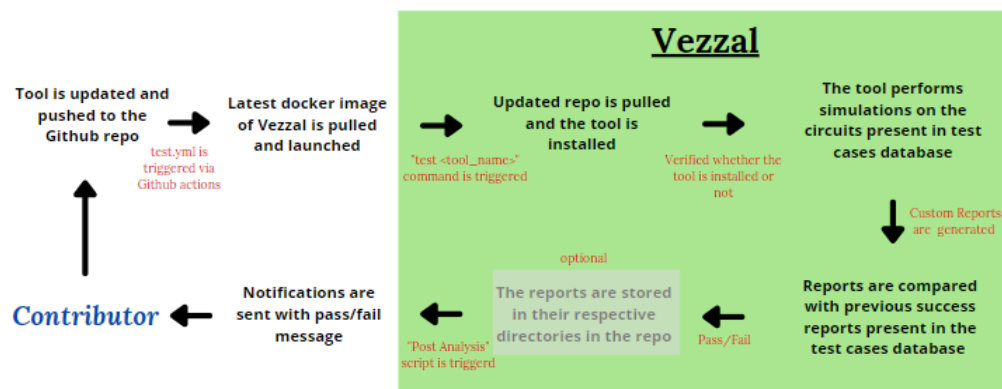 Vezzal
Tool is updated and
pushed to the
Github repo
test.yml is
triggered via
Github actions
Latest docker image
of Vezzal is pulled
and launched
"test <tool_name>"
command is triggered
Updated repo is pulled
and the tool is
installed
Verified whether the
tool is installed or
not
The tool performs
simulations on the
circuits present in test
cases database
Custom Reports
are generated
Reports are compared
with previous success
reports present in the
test cases database
Pass/Fail
optional
The reports are stored
in their respective
directories in the repo
"Post Analysis"
script is triggerd
Notifications are
sent with pass/fail
message
Contributor